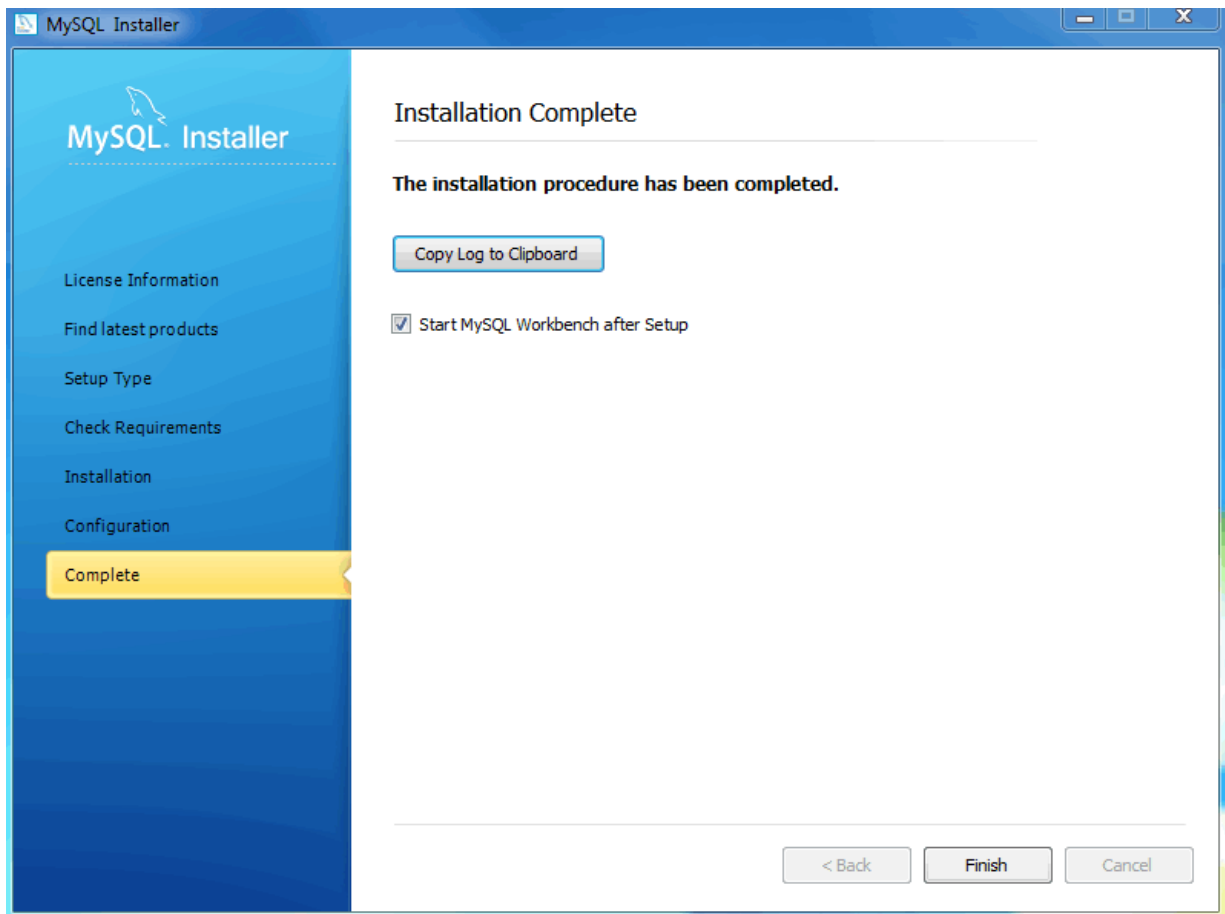 MySQL Installer
MySQL. Installer
License Information
Find latest products
Setup Type
Check Requirements
Installation
Configuration
Complete
Installation Complete
The installation procedure has been completed.
Copy Log to Clipboard
Start MySQL Workbench after Setup
< Back
Finish
Cancel